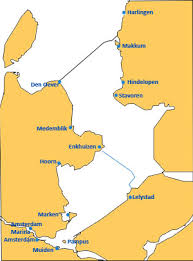 Harlingen
Makkum
Den Oever
Hindelopen
Stavoren
Medemblik
Enkhuizen
Hoorn
Lelystad
Marken
Amsterdam
Marina
Amsterdam
Pampus
Muiden